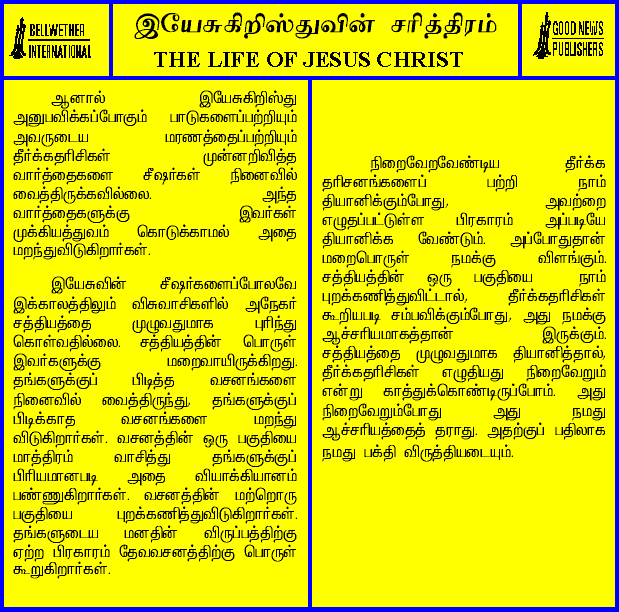 BELLWETHER
INTERNATIONAL
இயேசுகிறிஸ்துவின் சரித்திரம்
THE LIFE OF JESUS CHRIST
GOOD NEWS
PUBLISHERS
ஆனால் இயேசுகிறிஸ்து
அனுபவிக்கப்போகும் பாடுகளைப்பற்றியும்
அவருடைய மரணத்தைப்பற்றியும்
தீர்க்கதரிசிகள் முன்னறிவித்த
வார்த்தைகளை சீஷர்கள் நினைவில்
வைத்திருக்கவில்லை. அந்த
வார்த்தைகளுக்கு இவர்கள்
முக்கியத்துவம் கொடுக்காமல் அதை
மறந்துவிடுகிறார்கள்.
இயேசுவின் சீஷர்களைப்போலவே
இக்காலத்திலும் விசுவாசிகளில் அநேகர்
சத்தியத்தை முழுவதுமாக புரிந்து
கொள்வதில்லை. சத்தியத்தின் பொருள்
இவர்களுக்கு மறைவாயிருக்கிறது.
தங்களுக்குப் பிடித்த வசனங்களை
நினைவில் வைத்திருந்து, தங்களுக்குப்
பிடிக்காத வசனங்களை மறந்து
விடுகிறார்கள். வசனத்தின் ஒரு பகுதியை
மாத்திரம் வாசித்து தங்களுக்குப்
பிரியமானபடி அதை வியாக்கியானம்
பண்ணுகிறார்கள். வசனத்தின் மற்றொரு
பகுதியை புறக்கணித்துவிடுகிறார்கள்.
தங்களுடைய மனதின் விருப்பத்திற்கு
ஏற்ற பிரகாரம் தேவவசனத்திற்கு பொருள்
கூறுகிறார்கள்.
நிறைவேறவேண்டிய தீர்க்க
தரிசனங்களைப் பற்றி நாம்
தியானிக்கும்போது, அவற்றை
எழுதப்பட்டுள்ள பிரகாரம் அப்படியே
தியானிக்க வேண்டும். அப்போதுதான்
மறைபொருள் நமக்கு விளங்கும்.
சத்தியத்தின் ஒரு பகுதியை நாம்
புறக்கணித்துவிட்டால், தீர்க்கதரிசிகள்
கூறியபடி சம்பவிக்கும்போது, அது நமக்கு
ஆச்சரியமாகத்தான் இருக்கும்.
சத்தியத்தை முழுவதுமாக தியானித்தால்,
தீர்க்கதரிசிகள் எழுதியது நிறைவேறும்
என்று காத்துக்கொண்டிருப்போம். அது
நிறைவேறும்போது அது நமது
ஆச்சரியத்தைத் தராது. அதற்குப் பதிலாக
நமது பக்தி விருத்தியடையும்.